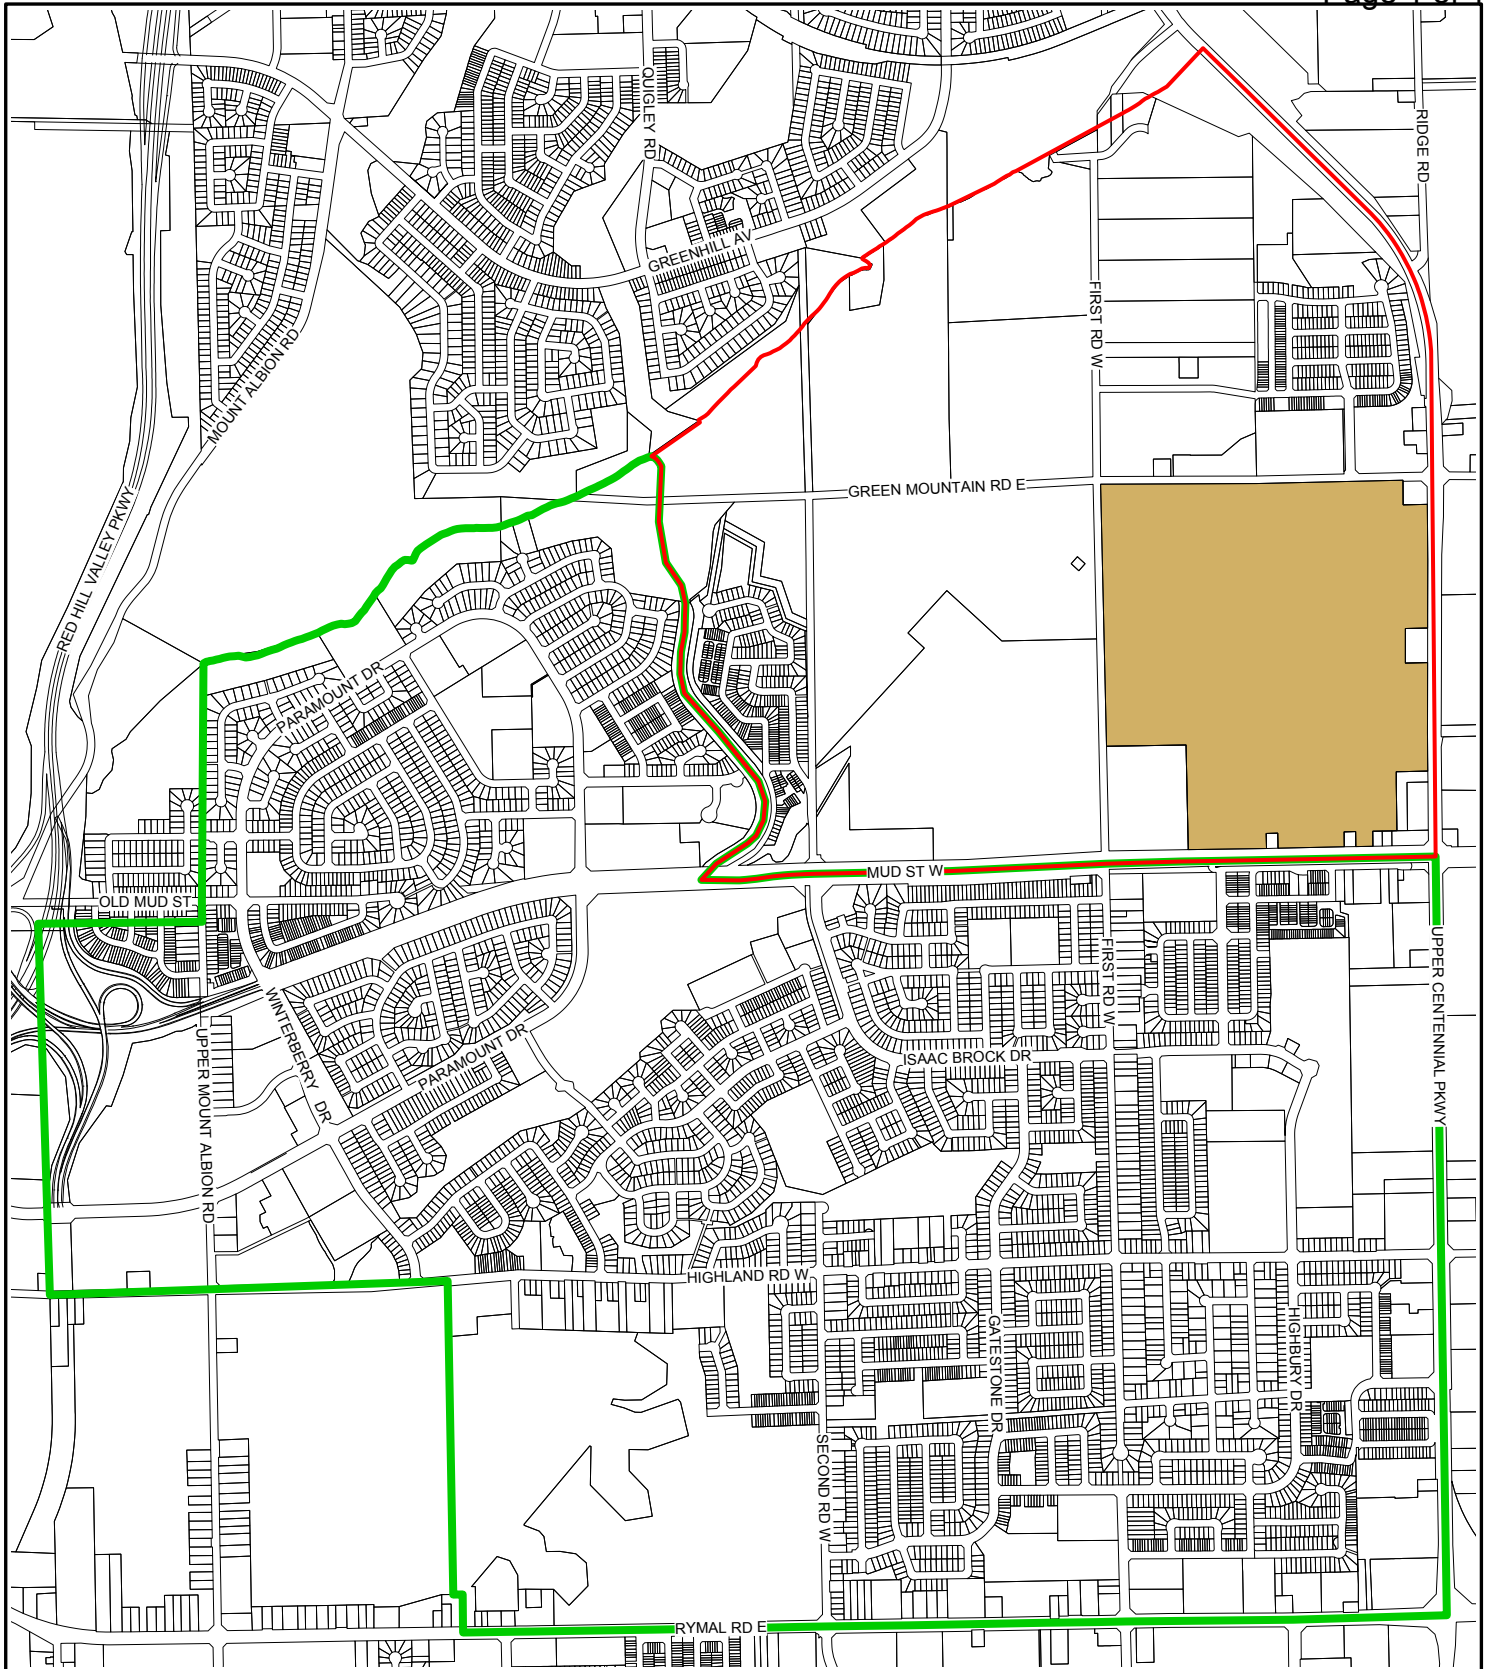 QUIGLEY RD
RIDGE RD
GREENHILL AV
FIRST RD W
MOUNT ALBION RD
GREEN MOUNTAIN RD E
RED HILL VALLEY PKWY
PARAMOUNT DR
MUD ST W
OLD MUD ST
UPPER CENTENNIAL PKWY
FIRST RD W
WINTERBERRY DR
UPPER MOUNT ALBION RD
PARAMOUNT DR
ISAAC BROCK DR
HIGHLAND RD W
GATESTONE DR
HIGHBURY DR
SECOND RD W
RYMAL RD E